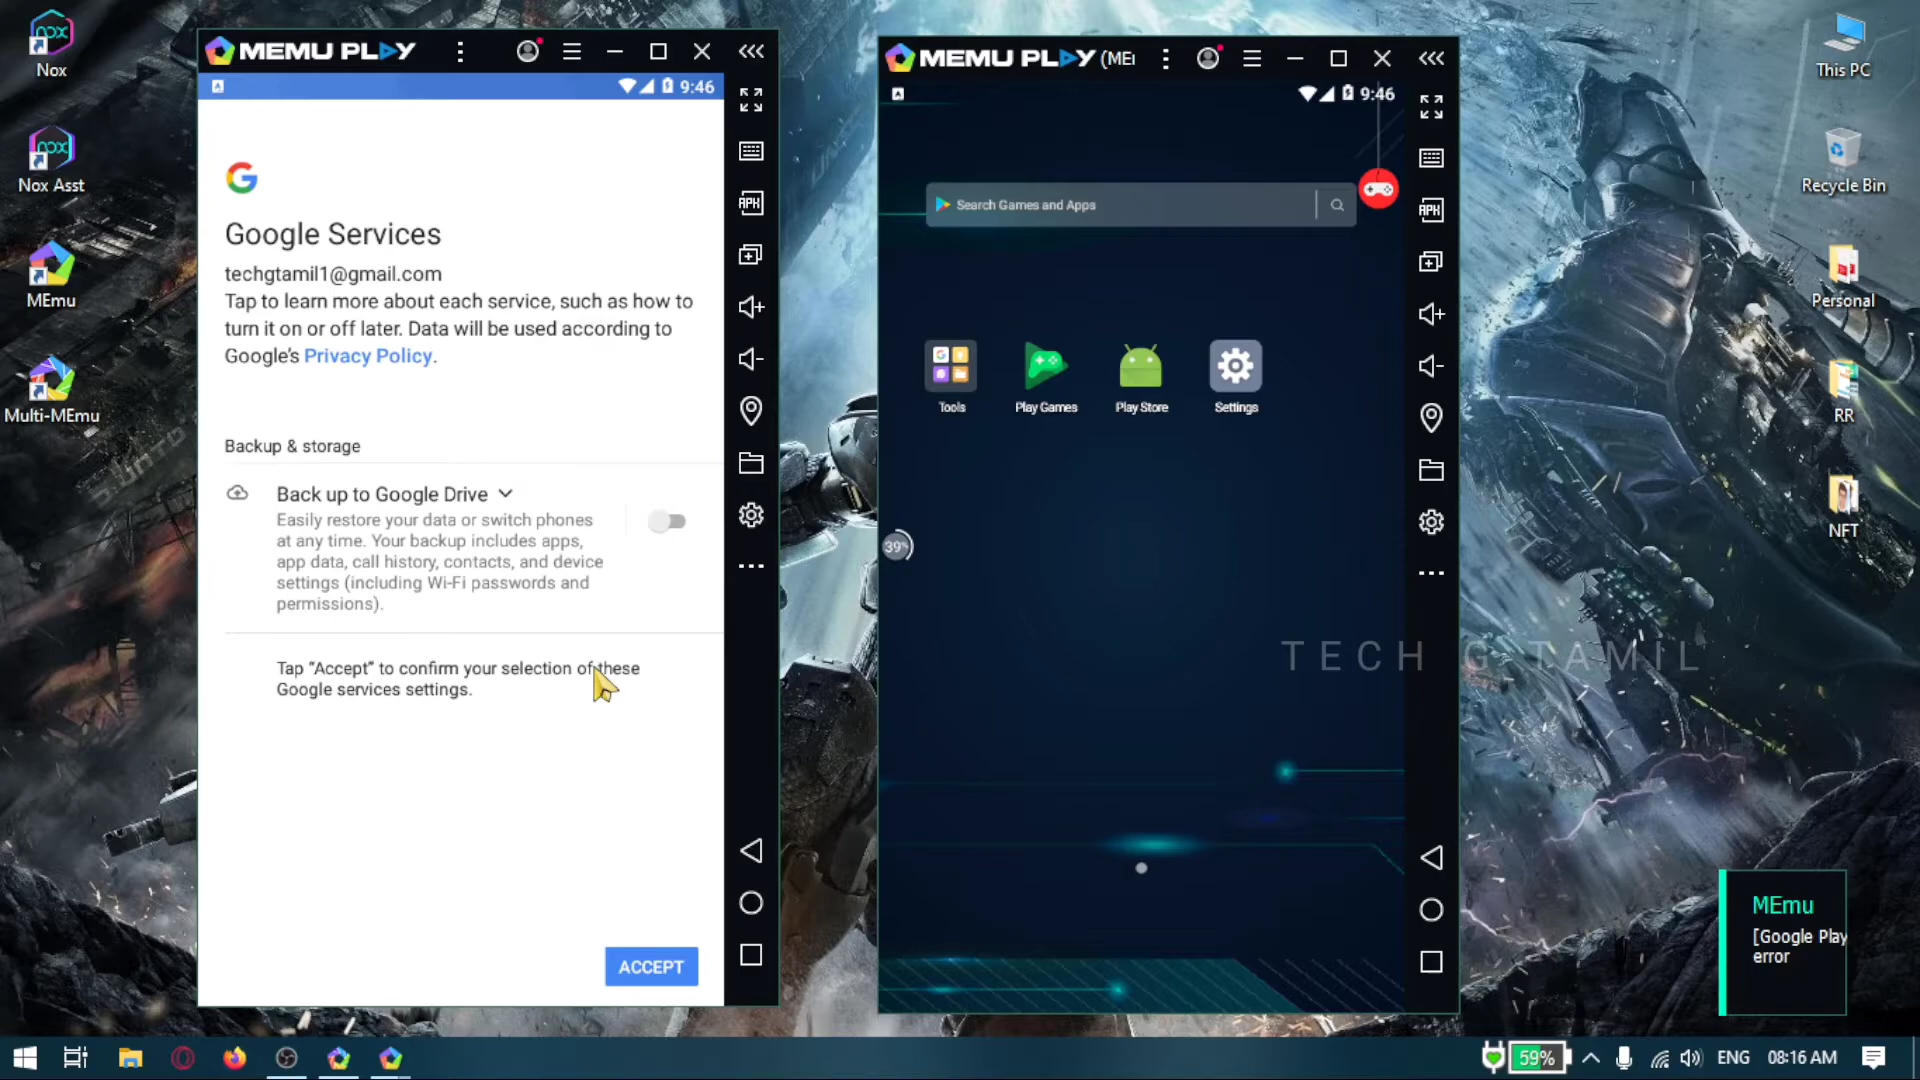 Nox
Nox Asst
MEmu
Multi-MEmu
MEMU PLAY
9:46
Google Services
techgtamil1@gmail.com
Tap to learn more about each service, such as how to
turn it on or off later. Data will be used according to
Google's Privacy Policy.
Backup & storage
Back up to Google Drive
Easily restore your data or switch phones
at any time. Your backup includes apps,
app data, call history, contacts, and device
settings (including Wi-Fi passwords and
permissions).
Tap “Accept” to confirm your selection of these
Google services settings.
ACCEPT
APK
MEMU PLAY (MEI
9:46
Search Games and Apps
Tools
Play Games
Play Store
Settings
39%
APK
TECH G TAMIL
This PC
Recycle Bin
Personal
RR
NFT
MEmu
[Google Play
error
59%
ENG
08:16 AM